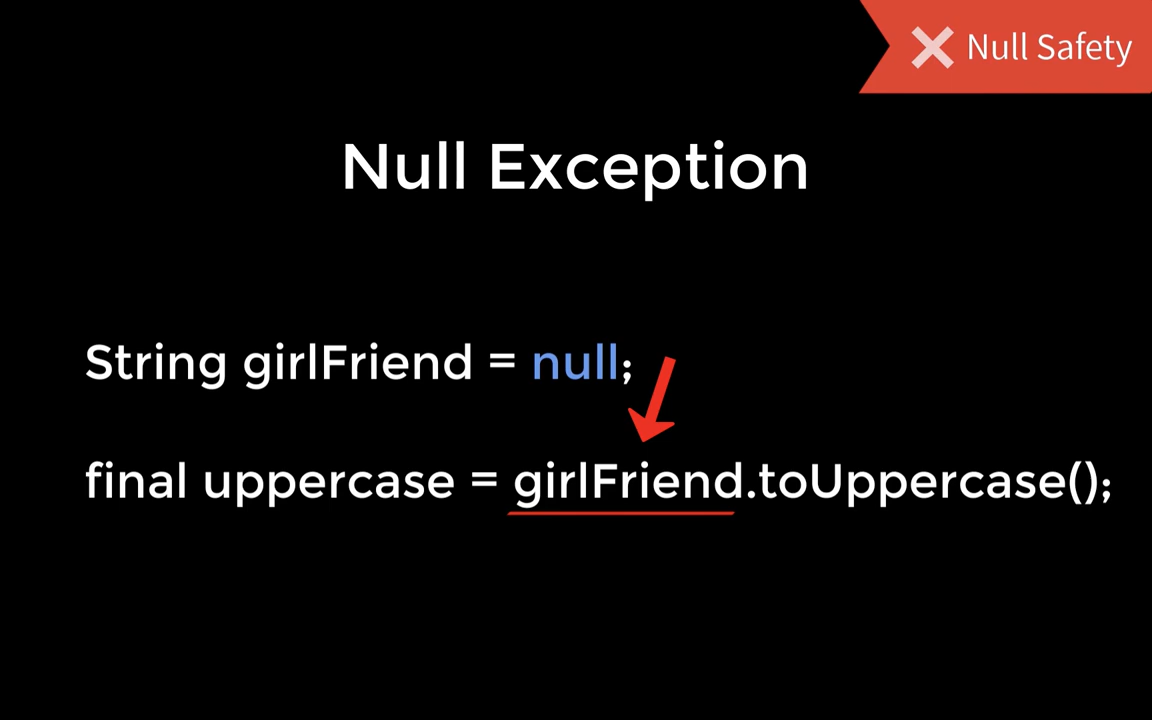 Null Safety
Null Exception
String girlFriend = null;
final uppercase = girlFriend.toUppercase();